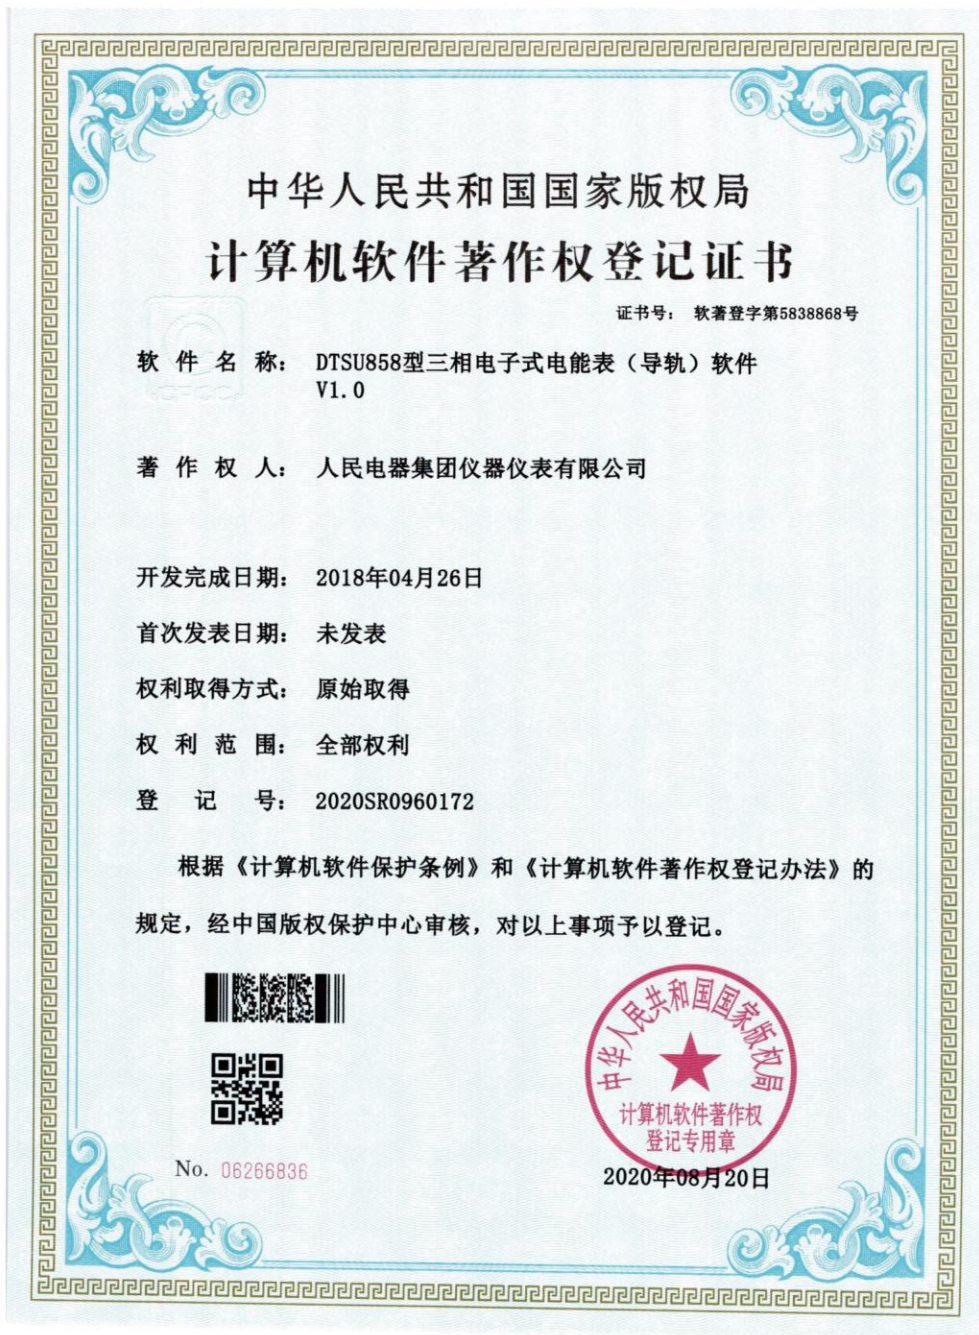 中华人民共和国国家版权局
计算机软件著作权登记证书
证书号： 软著登字第5838868号
软件名称： DTSU858型三相电子式电能表（导轨）软件
V1.0
著作权人： 人民电器集团仪器仪表有限公司
开发完成日期： 2018年04月26日
首次发表日期： 未发表
权利取得方式： 原始取得
权利范围： 全部权利
登记号： 2020SR0960172
根据《计算机软件保护条例》和《计算机软件著作权登记办法》的
规定，经中国版权保护中心审核，对以上事项予以登记。
中华人民共和国国家版权局
计算机软件著作权
登记专用章
No. 06266836
2020年08月20日